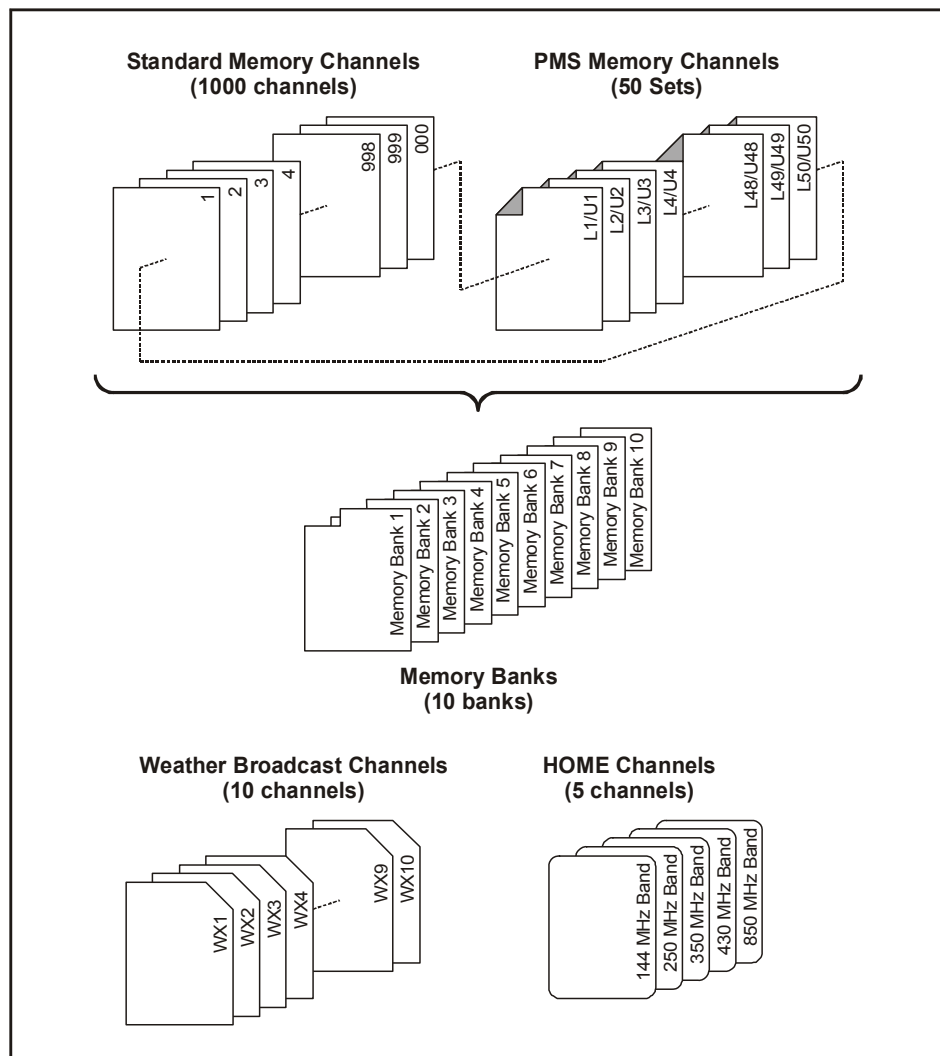 Standard Memory Channels
(1000 channels)
1
2
3
4
998
999
000
PMS Memory Channels
(50 Sets)
L1/U1
L2/U2
L3/U3
L4/U4
L48/U48
L49/U49
L50/U50
Memory Bank 1
Memory Bank 2
Memory Bank 3
Memory Bank 4
Memory Bank 5
Memory Bank 6
Memory Bank 7
Memory Bank 8
Memory Bank 9
Memory Bank 10
Memory Banks
(10 banks)
Weather Broadcast Channels
(10 channels)
WX1
WX2
WX3
WX4
WX9
WX10
HOME Channels
(5 channels)
144 MHz Band
250 MHz Band
350 MHz Band
430 MHz Band
850 MHz Band